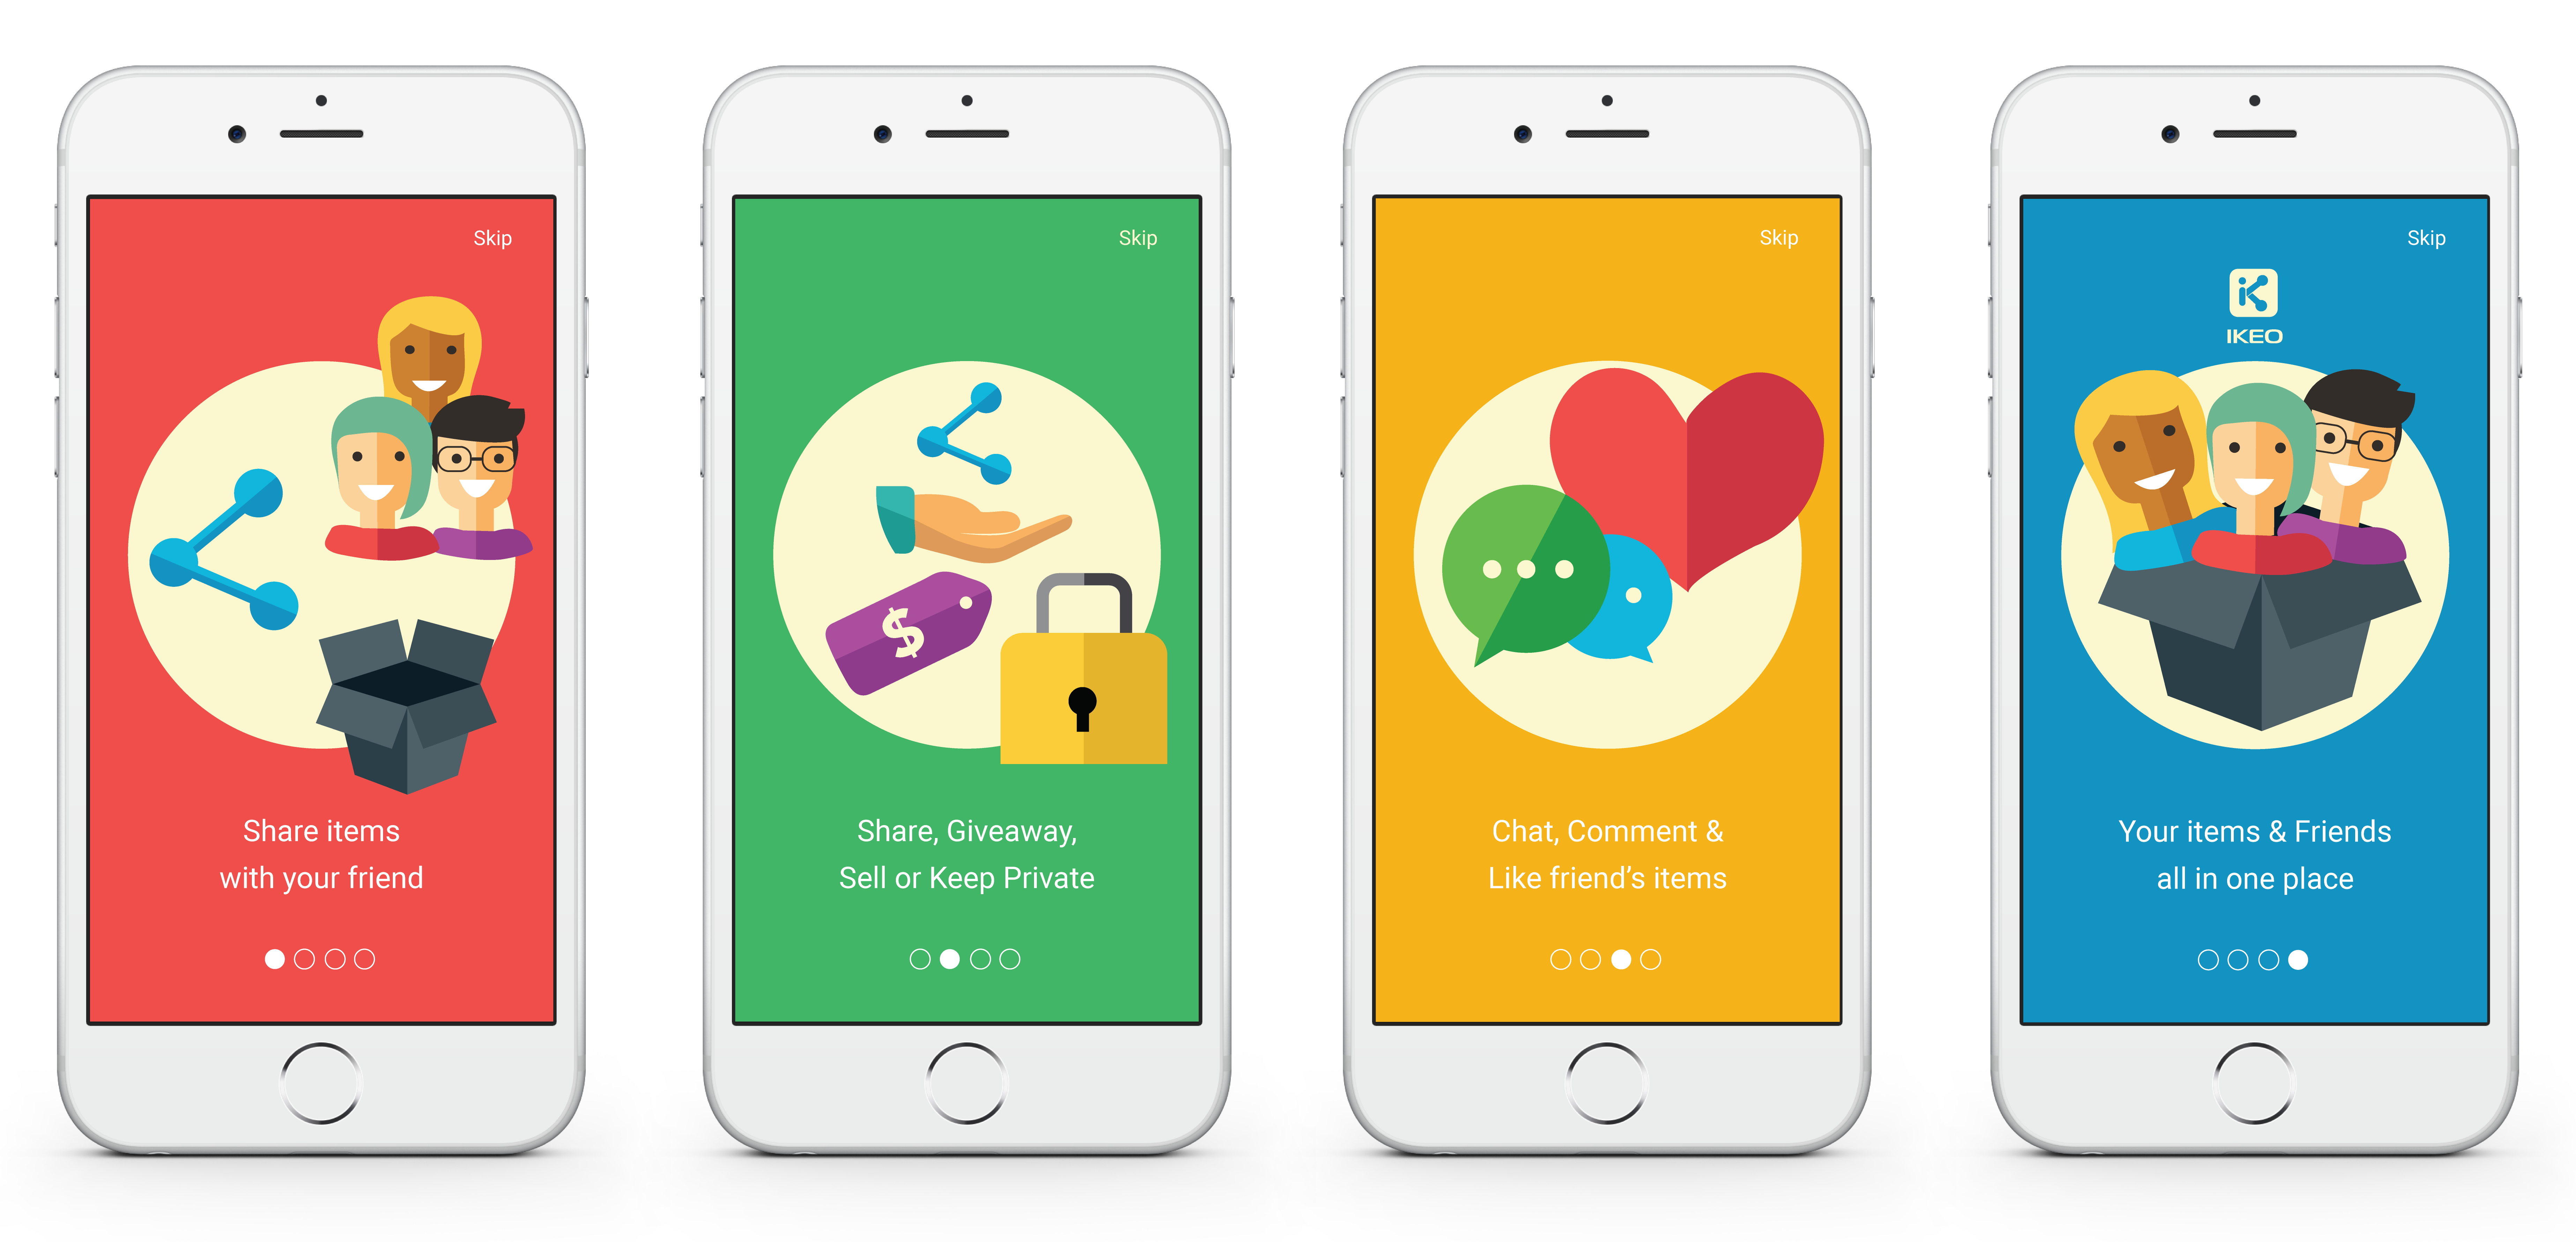 Skip
Share items
with your friend
Skip
$
Share, Giveaway,
Sell or Keep Private
Skip
Chat, Comment &
Like friend’s items
Skip
iK
IKEO
Your items & Friends
all in one place